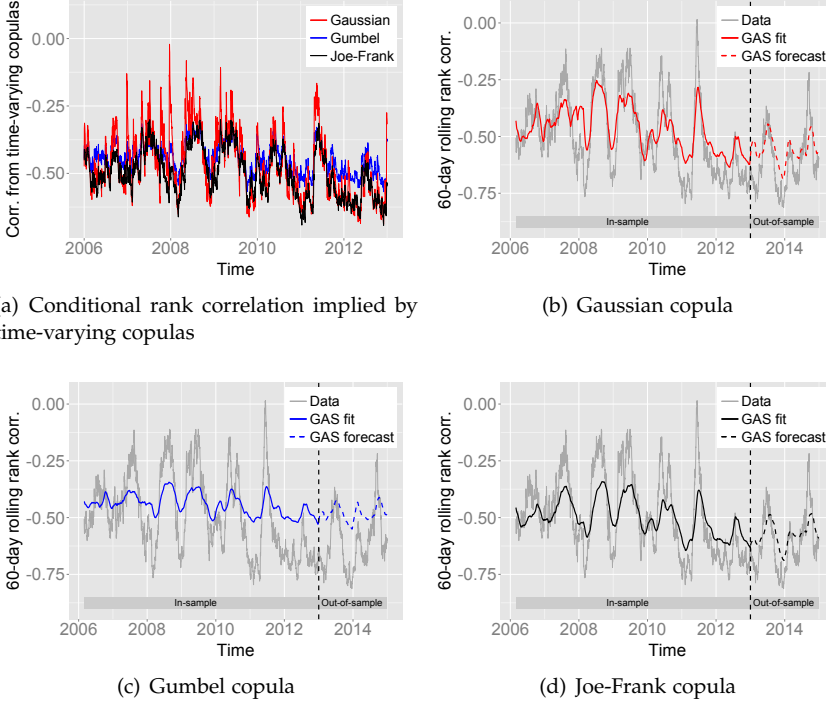 Corr. from time-varying copulas
0.00
-0.25
-0.50
Gaussian
Gumbel
Joe-Frank
2006
2008
2010
2012
Time
(a) Conditional rank correlation implied by
time-varying copulas
60-day rolling rank corr.
0.00
-0.25
-0.50
-0.75
Data
GAS fit
GAS forecast
In-sample
Out-of-sample
2006
2008
2010
2012
2014
Time
(b) Gaussian copula
60-day rolling rank corr.
0.00
-0.25
-0.50
-0.75
Data
GAS fit
GAS forecast
In-sample
Out-of-sample
2006
2008
2010
2012
2014
Time
(c) Gumbel copula
60-day rolling rank corr.
0.00
-0.25
-0.50
-0.75
Data
GAS fit
GAS forecast
In-sample
Out-of-sample
2006
2008
2010
2012
2014
Time
(d) Joe-Frank copula